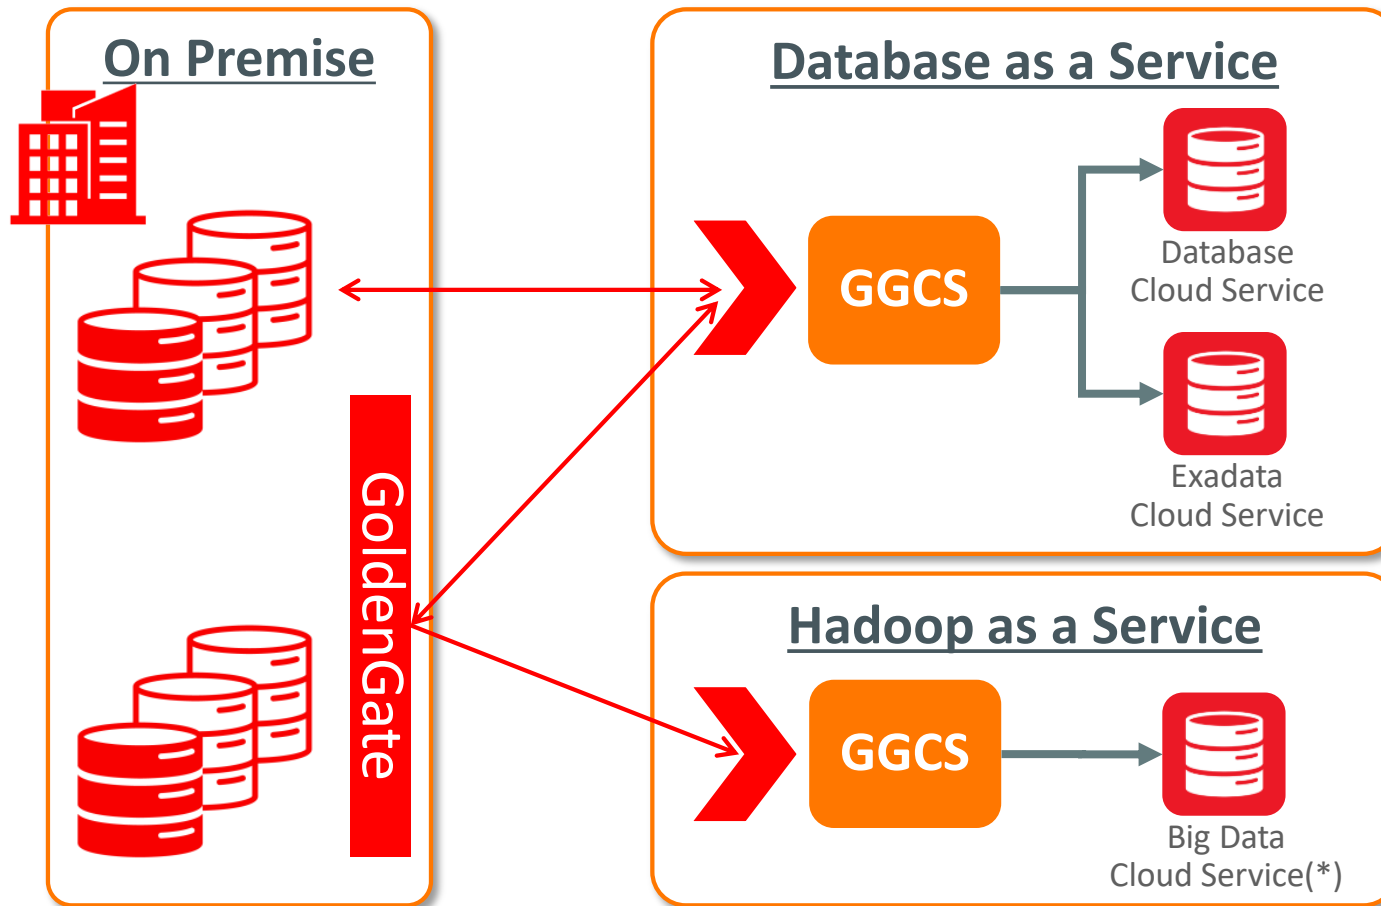 On Premise
GoldenGate
Database as a Service
GGCS
Database
Cloud Service
Exadata
Cloud Service
Hadoop as a Service
GGCS
Big Data
Cloud Service(*)